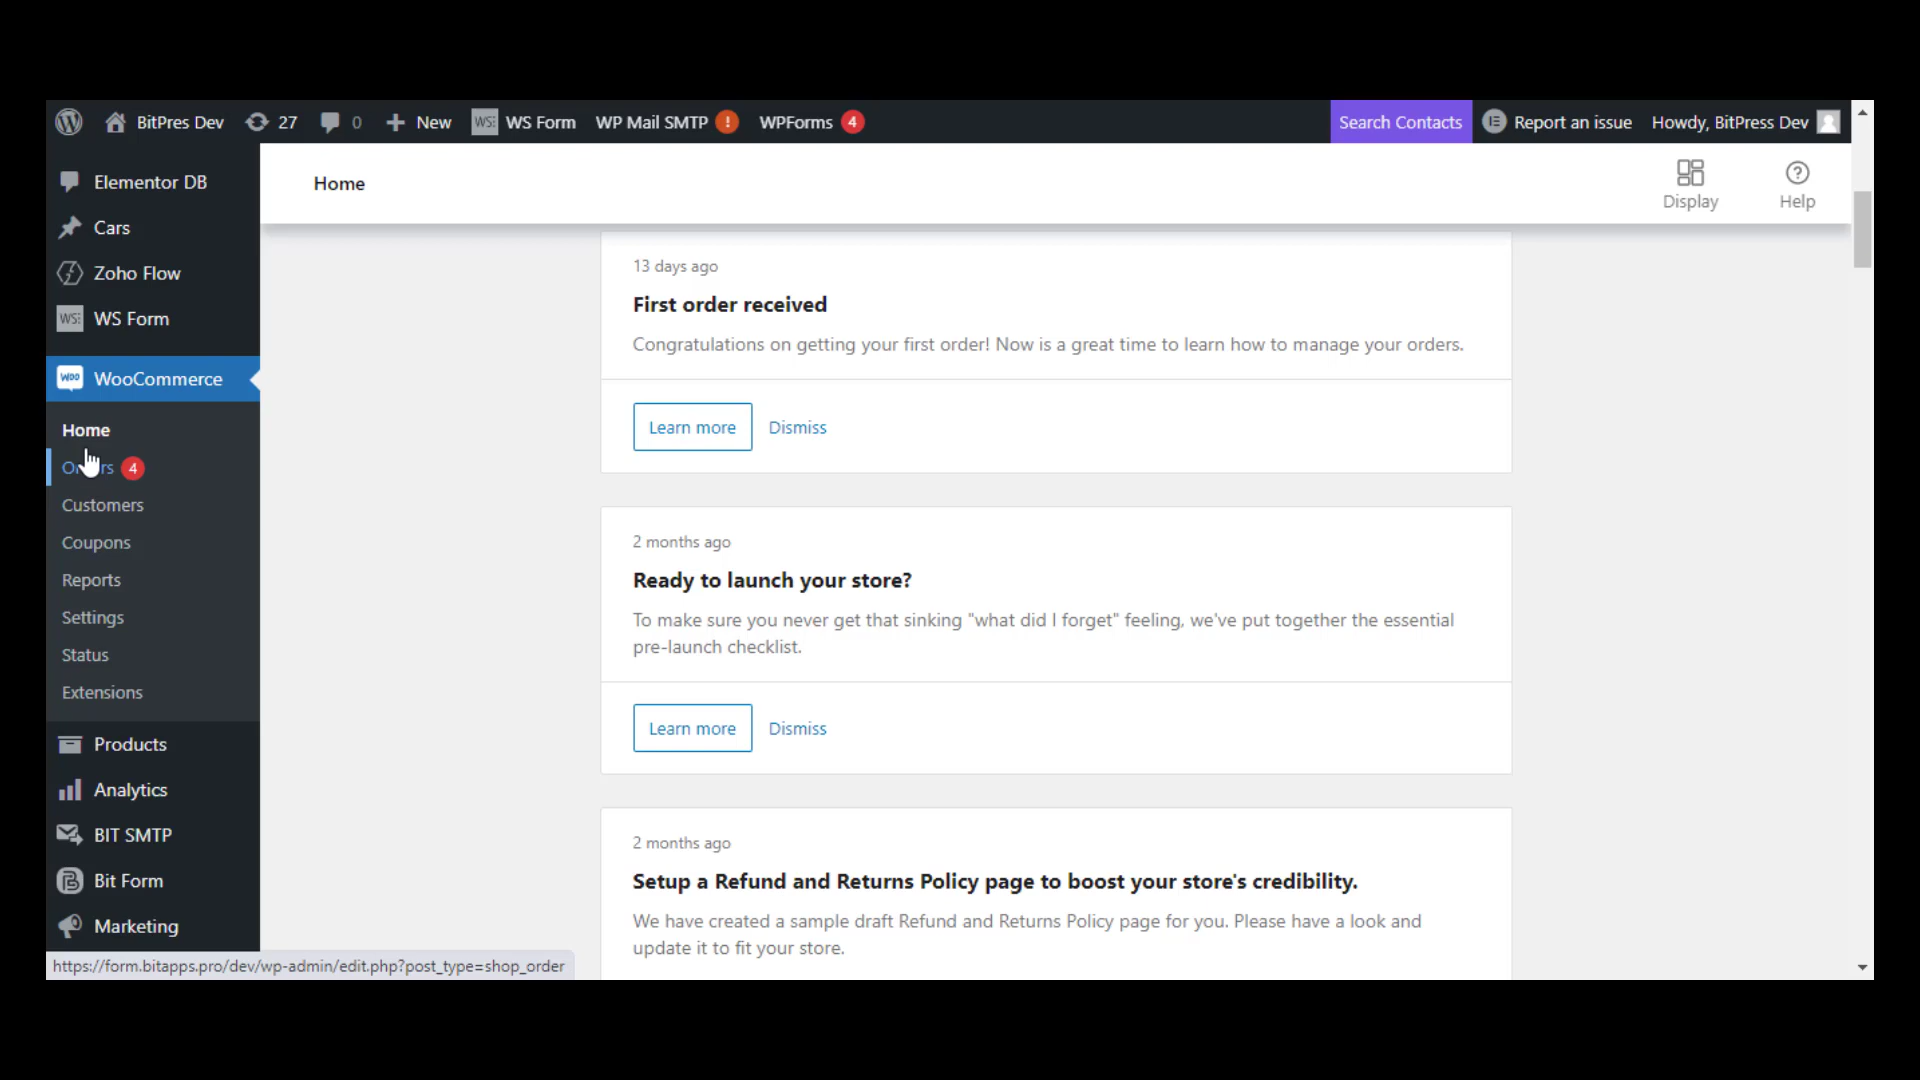 BitPres Dev 27 0 New WS Form WP Mail SMTP ! WPForms 4 Search Contacts Report an issue Howdy, BitPress Dev
Elementor DB
Cars
Zoho Flow
WS Form
WooCommerce
Home
4
Customers
Coupons
Reports
Settings
Status
Extensions
Products
Analytics
BIT SMTP
Bit Form
Marketing
Home
Display
Help
13 days ago
First order received
Congratulations on getting your first order! Now is a great time to learn how to manage your orders.
Learn more Dismiss
2 months ago
Ready to launch your store?
To make sure you never get that sinking "what did I forget" feeling, we've put together the essential
pre-launch checklist.
Learn more Dismiss
2 months ago
Setup a Refund and Returns Policy page to boost your store's credibility.
We have created a sample draft Refund and Returns Policy page for you. Please have a look and
update it to fit your store.
https://form.bitapps.pro/dev/wp-admin/edit.php?post_type=shop_order